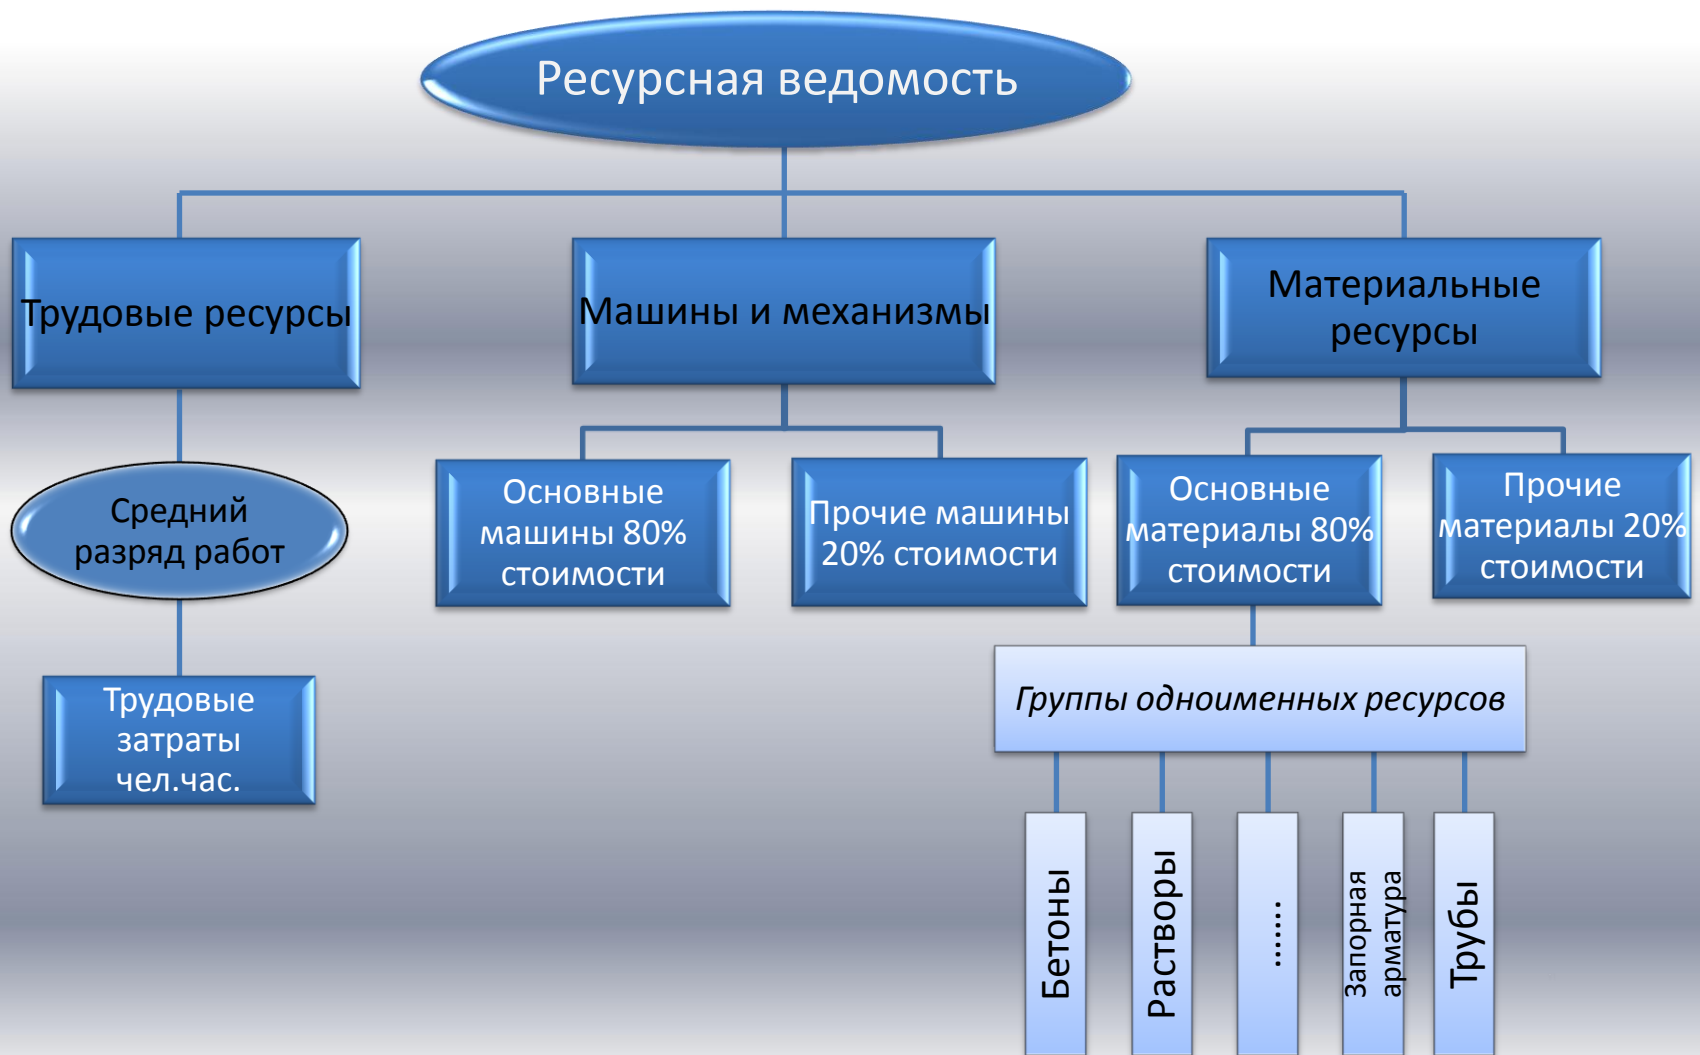 Ресурсная ведомость
Трудовые ресурсы
Машины и механизмы
Материальные
ресурсы
Средний
разряд работ
Основные
машины 80%
стоимости
Прочие машины
20% стоимости
Основные
материалы 80%
стоимости
Прочие
материалы 20%
стоимости
Трудовые
затраты
чел.час.
Группы одноименных ресурсов
Бетоны
Растворы
.......
Запорная
арматура
Трубы